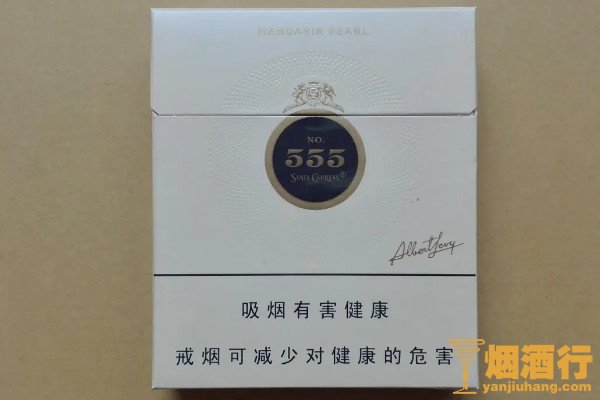 MANDARIN PEARL
NO.
555
STATE EXPRESS®
Albert Levy
吸烟有害健康
戒烟可减少对健康的危害
烟酒行
yanjiuhang.com